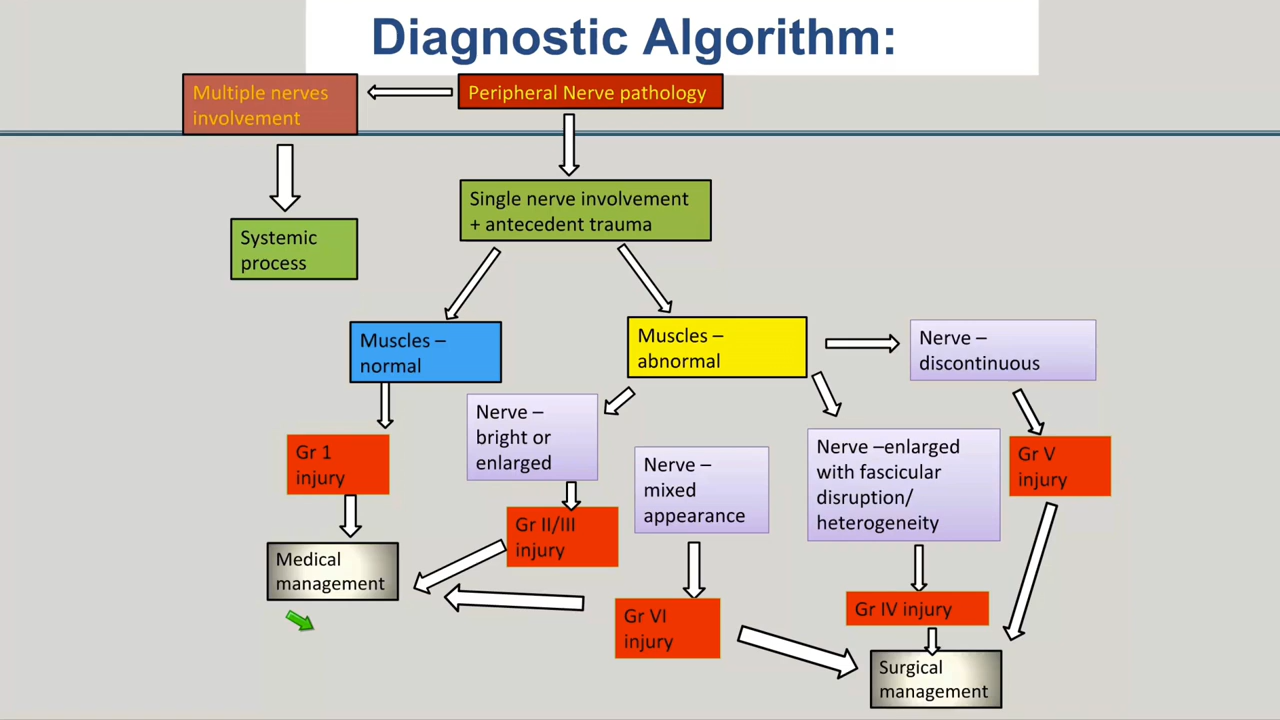 Diagnostic Algorithm:
Multiple nerves
involvement
Peripheral Nerve pathology
Single nerve involvement
+ antecedent trauma
Systemic
process
Muscles –
normal
Muscles –
abnormal
Nerve –
discontinuous
Nerve –
bright or
enlarged
Nerve –
mixed
appearance
Nerve –enlarged
with fascicular
disruption/
heterogeneity
Gr 1
injury
Gr V
injury
Gr II/III
injury
Medical
management
Gr VI
injury
Gr IV injury
Surgical
management